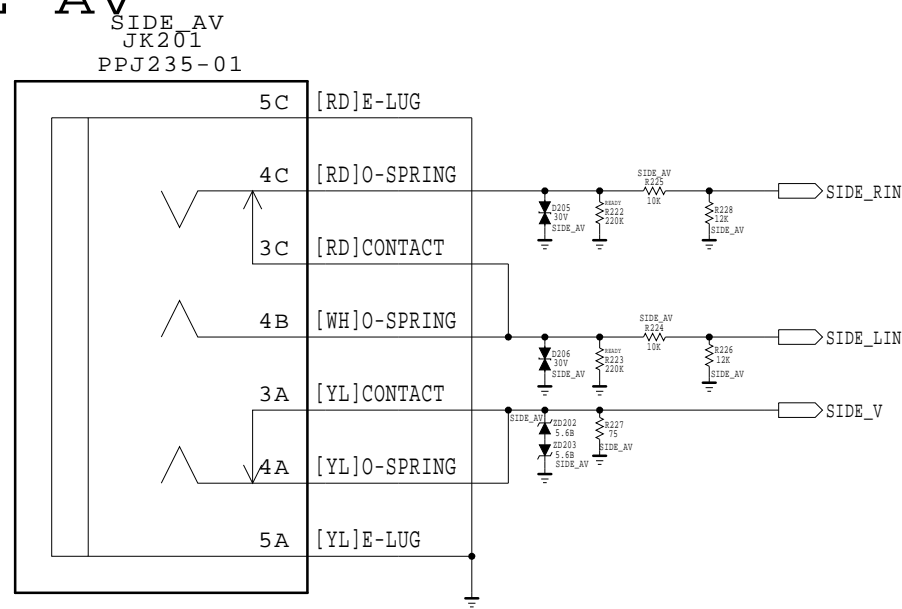 SIDE_AV
JK201
PPJ235-01
5C [RD]E-LUG
4C [RD]O-SPRING
3C [RD]CONTACT
4B [WH]O-SPRING
3A [YL]CONTACT
4A [YL]O-SPRING
5A [YL]E-LUG
D205
30V
SIDE_AV
READY
R222
220K
SIDE_AV
R225
10K
R228
12K
SIDE_AV
SIDE_RIN
D206
30V
SIDE_AV
READY
R223
220K
SIDE_AV
R224
10K
R226
12K
SIDE_AV
SIDE_LIN
SIDE_AV
ZD202
5.6B
ZD203
5.6B
SIDE_AV
R227
75
SIDE_AV
SIDE_V